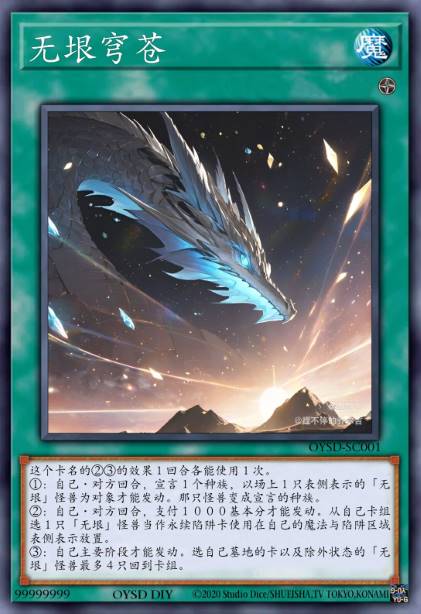 无垠穹苍
魔
OYSD-SC001
这个卡名的②③的效果1回合各能使用1次。
①：自己·对方回合，宣言1个种族，以场上1只表侧表示的「无
垠」怪兽为对象才能发动。那只怪兽变成宣言的种族。
②：自己·对方回合，支付1000基本分才能发动。从自己卡组
选1只「无垠」怪兽当作永续陷阱卡使用在自己的魔法与陷阱区域
表侧表示放置。
③：自己主要阶段才能发动。选自己墓地的卡以及除外状态的「无
垠」怪兽最多4只回到卡组。
99999999 OYSD DIY ©2020 Studio Dice/SHUEISHA,TV TOKYO,KONAMI